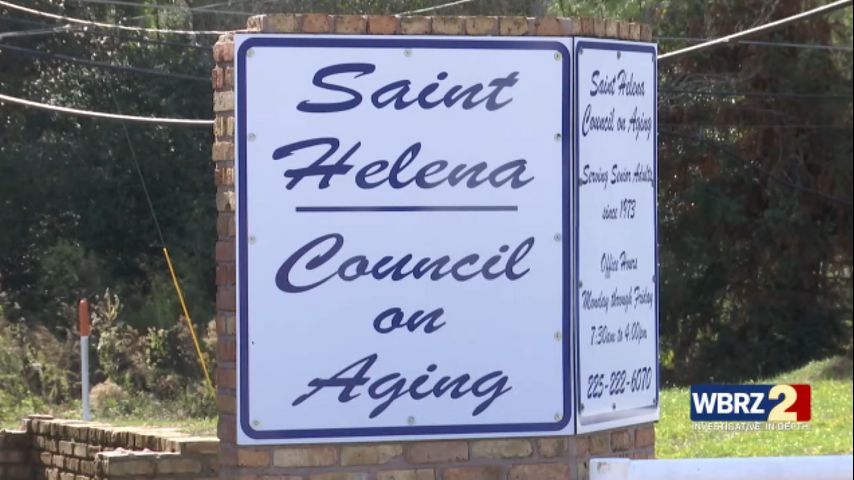 Saint
Helena
Council
on
Aging
Saint Helena
Council on Aging
Serving Senior Adults
since 1973
Office Hours
Monday through Friday
7:30am to 4:00pm
225-222-6070
WBRZ 2
INVESTIGATIVE. IN DEPTH